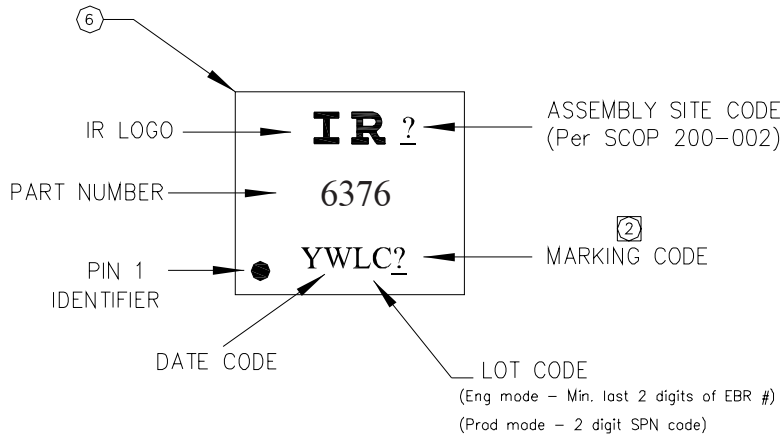 6
IR LOGO
IR ?
ASSEMBLY SITE CODE
(Per SCOP 200-002)
PART NUMBER
6376
2
PIN 1
IDENTIFIER
YWLC?
MARKING CODE
DATE CODE
LOT CODE
(Eng mode - Min. last 2 digits of EBR #)
(Prod mode - 2 digit SPN code)